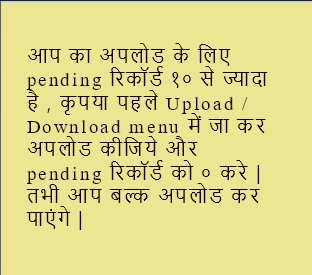 आप का अपलोड के लिए
pending रिकॉर्ड १० से ज्यादा
है , कृपया पहले Upload /
Download menu में जा कर
अपलोड कीजिये और
pending रिकॉर्ड को ० करे |
तभी आप बल्क अपलोड कर
पाएंगे |